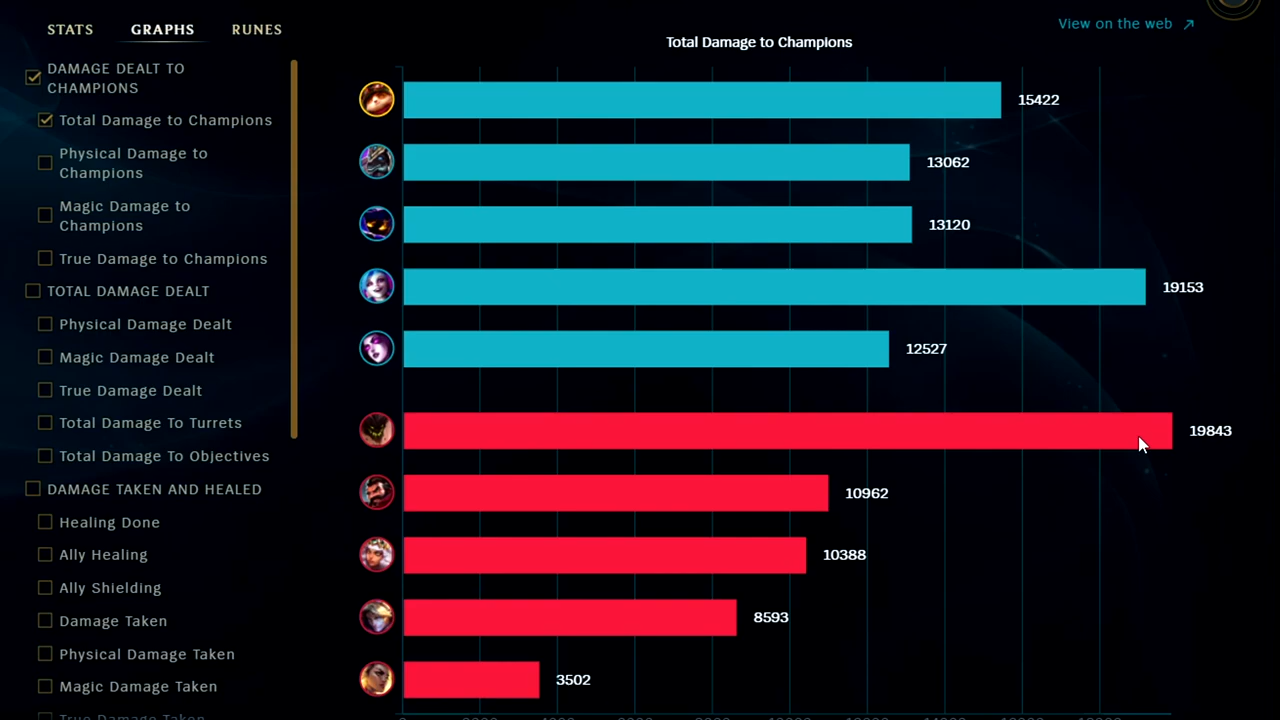 STATS
GRAPHS
RUNES
View on the web
Total Damage to Champions
DAMAGE DEALT TO
CHAMPIONS
Total Damage to Champions
Physical Damage to
Champions
Magic Damage to
Champions
True Damage to Champions
TOTAL DAMAGE DEALT
Physical Damage Dealt
Magic Damage Dealt
True Damage Dealt
Total Damage To Turrets
Total Damage To Objectives
DAMAGE TAKEN AND HEALED
Healing Done
Ally Healing
Ally Shielding
Damage Taken
Physical Damage Taken
Magic Damage Taken
True Damage Taken
15422
13062
13120
19153
12527
19843
10962
10388
8593
3502